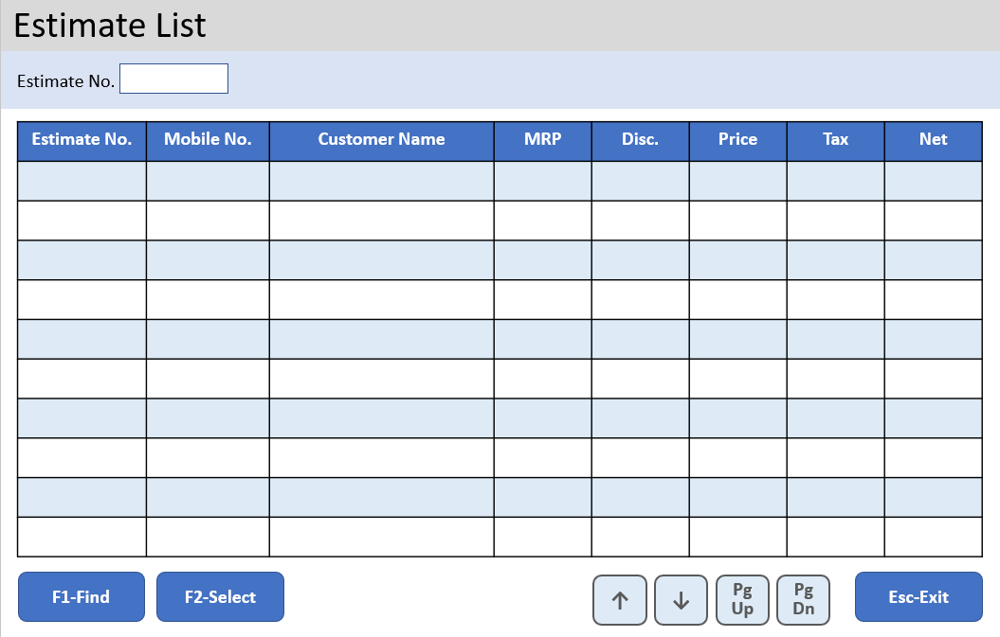 Estimate List
Estimate No.
Estimate No. Mobile No. Customer Name MRP Disc. Price Tax Net
F1-Find F2-Select ↑ ↓ Pg Up Pg Dn Esc-Exit